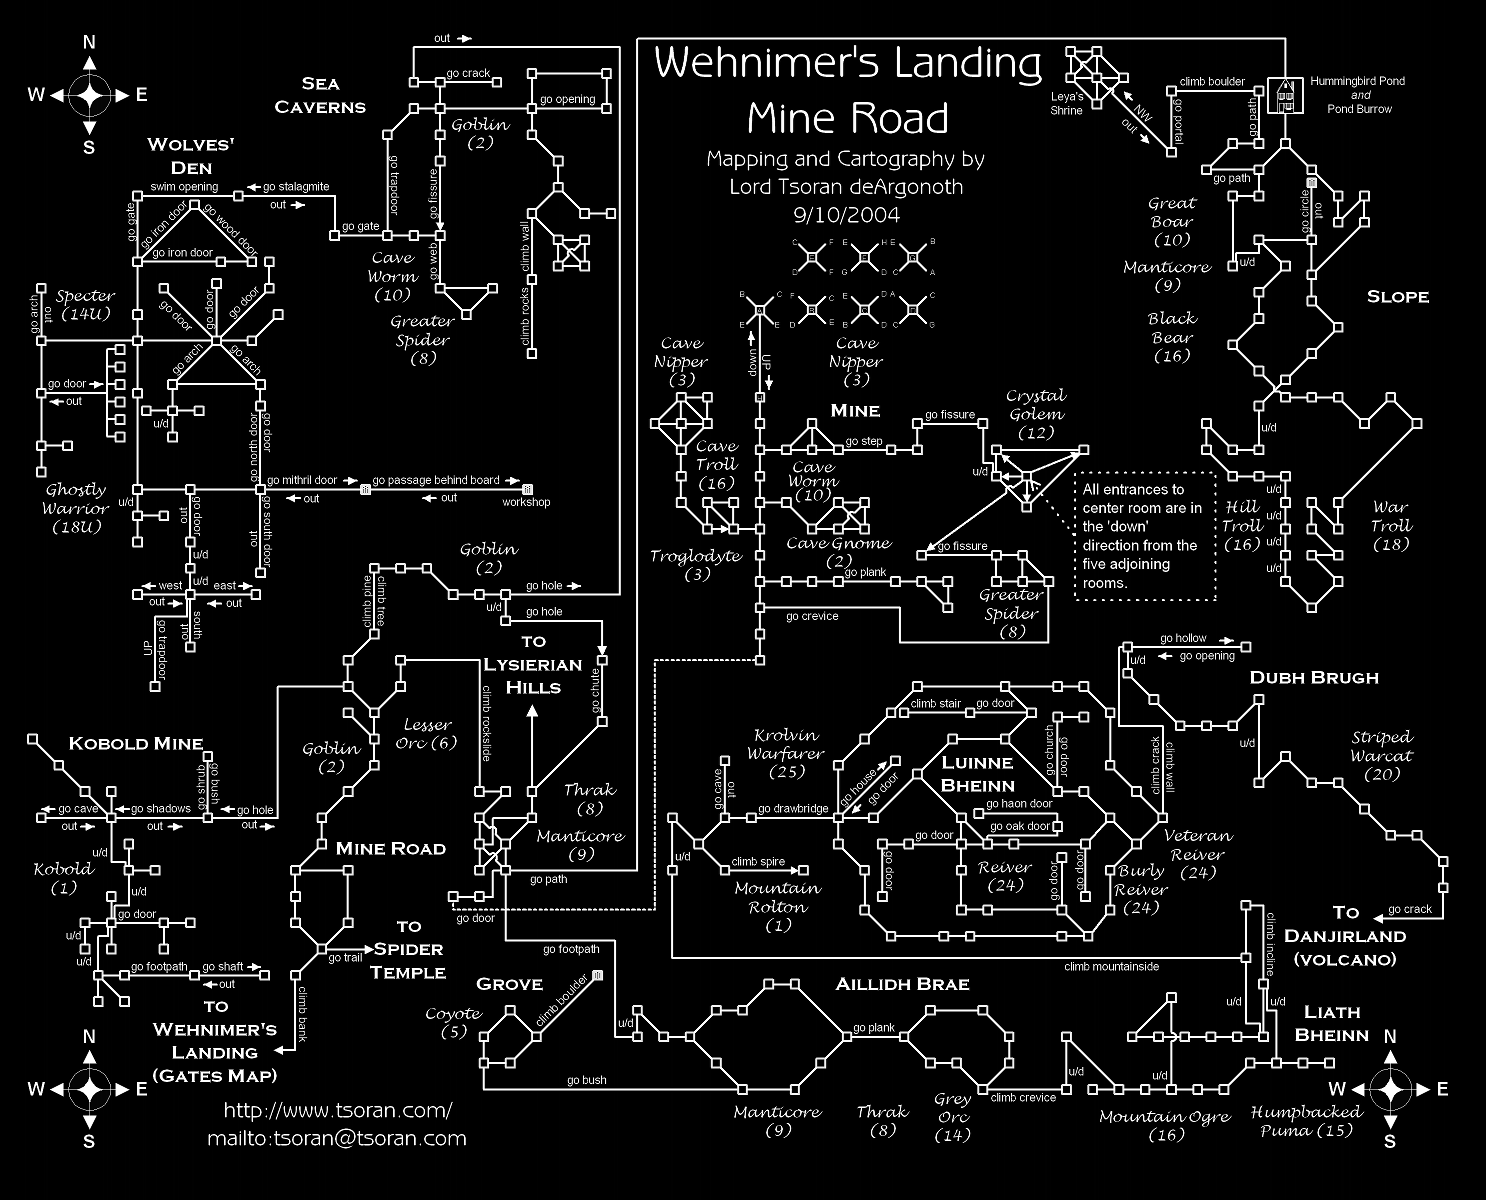 Wehnimer's Landing
Mine Road
Mapping and Cartography by
Lord Tsoran deArgonoth
9/10/2004
N
W
E
S
SEA
CAVERNS
out
go crack
go opening
Goblin
(2)
go trapdoor
go fissure
go web
go gate
Cave
Worm
(10)
Greater
Spider
(8)
climb wall
climb rocks
WOLVES'
DEN
swim opening
go stalagmite
out
go gate
go iron door
go wood door
go iron door
Specter
(14U)
go arch
out
go door
go door
go door
go arch
go arch
go door
out
u/d
go door
go north door
Ghostly
Warrior
(18U)
u/d
go mithril door
out
go passage behind board
out
workshop
out
go door
out
go south door
u/d
u/d
west
out
east
out
out
south
UP
go trapdoor
Goblin
(2)
climb pine
climb tree
u/d
go hole
go hole
go chute
TO
LYSIERIAN
HILLS
climb rockslide
Lesser
Orc (6)
Goblin
(2)
Thrak
(8)
Manticore
(9)
MINE ROAD
go path
go door
go footpath
KOBOLD MINE
go shrub
go bush
go cave
out
go shadows
out
go hole
out
u/d
Kobold
(1)
u/d
go door
u/d
u/d
go footpath
go shaft
out
TO
SPIDER
TEMPLE
go trail
climb bank
TO
WEHNIMER'S
LANDING
(GATES MAP)
N
W
E
S
http://www.tsoran.com/
mailto:tsoran@tsoran.com
GROVE
Coyote
(5)
climb boulder
go bush
u/d
AILLIDH BRAE
go plank
Manticore
(9)
Thrak
(8)
Grey
Orc
(14)
climb crevice
u/d
Mountain Ogre
(16)
u/d
Humpbacked
Puma (15)
LIATH
BHEINN
u/d
u/d
climb incline
climb mountainside
N
W
E
S
C
F
D
E
E
H
F
G
E
B
C
A
B
C
E
E
F
C
D
E
B
D
B
D
A
C
C
G
down
UP
Cave
Nipper
(3)
Cave
Nipper
(3)
MINE
go step
go fissure
Crystal
Golem
(12)
u/d
Cave
Troll
(16)
Cave
Worm
(10)
Troglodyte
(3)
Cave Gnome
(2)
go plank
go fissure
Greater
Spider
(8)
go crevice
All entrances to
center room are in
the 'down'
direction from the
five adjoining
rooms.
Leya's
Shrine
NW
out
climb boulder
go portal
go path
Hummingbird Pond
and
Pond Burrow
go path
Great
Boar
(10)
go circle
out
u/d
Manticore
(9)
SLOPE
Black
Bear
(16)
u/d
Hill
Troll
(16)
u/d
u/d
u/d
u/d
War
Troll
(18)
go hollow
go opening
u/d
DUBH BRUGH
u/d
Striped
Warcat
(20)
go crack
TO
DANJIRLAND
(VOLCANO)
Krolvin
Warfarer
(25)
go cave
out
go drawbridge
u/d
climb spire
Mountain
Rolton
(1)
climb stair
go door
go house
go door
LUINNE
BHEINN
go church
go door
go haon door
go oak door
go door
go door
Reiver
(24)
go door
go door
climb crack
climb wall
Veteran
Reiver
(24)
Burly
Reiver
(24)